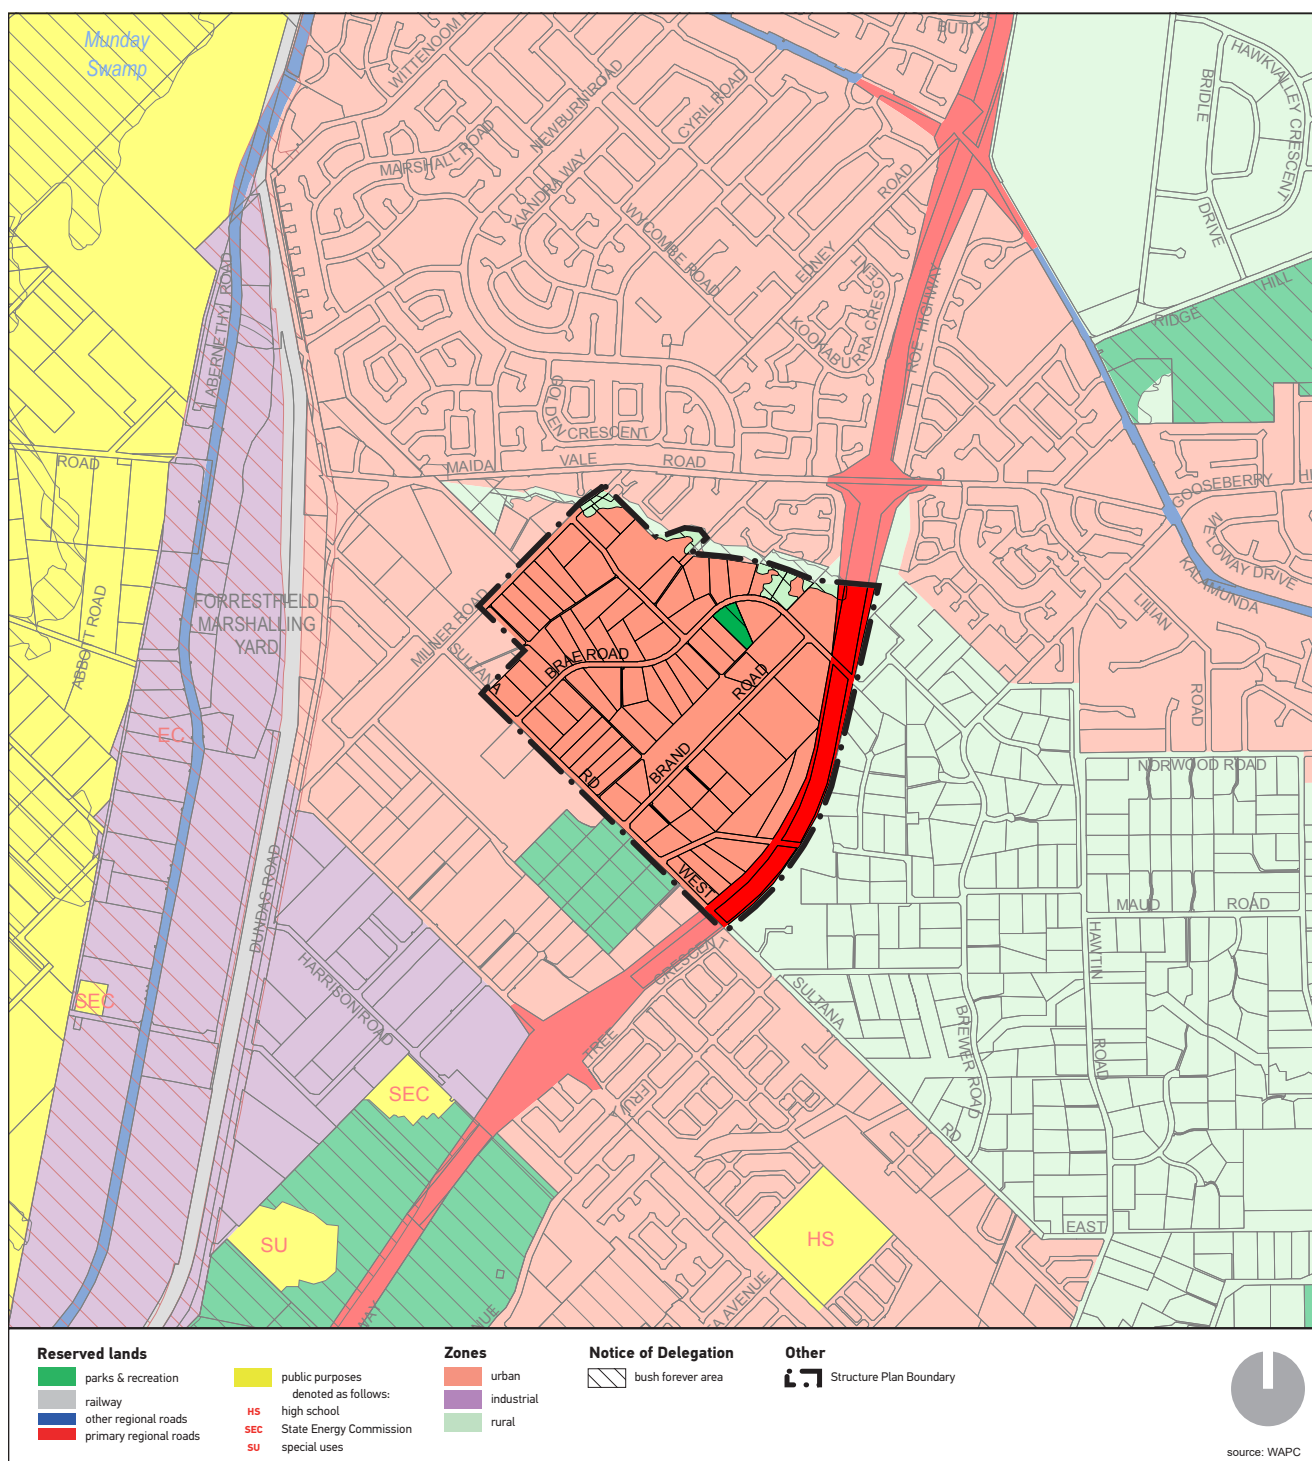 Munday
Swamp
WITTENOOM
BUTT
HAWKVALLEY CRESCENT
BRIDLE
DRIVE
NEWBURN ROAD
CYRIL ROAD
MARSHALL ROAD
KIANDRA WAY
ROAD
WYCOMBE ROAD
EDNEY
KOOKABURRA CRESCENT
ABERNETHY ROAD
ROE HIGHWAY
RIDGE
HILL
GOLDEN
CRESCENT
ROAD
MAIDA
VALE
ROAD
GOOSEBERRY
KALAMUNDA
LILIAN
ROAD
FORRESTFIELD
MARSHALLING
YARD
ABBOTT ROAD
MILNER ROAD
SULTANA
BRAE ROAD
ROAD
BRAND
RD
WEST
EC
NORWOOD ROAD
MAUD
ROAD
HAWTIN
ROAD
DUNDAS ROAD
HARRISON ROAD
CRESCENT
TREE
SULTANA
BREWER ROAD
RD
EAST
SEC
SEC
SU
HS
Reserved lands
parks & recreation
railway
other regional roads
primary regional roads
public purposes
denoted as follows:
HS high school
SEC State Energy Commission
SU special uses
Zones
urban
industrial
rural
Notice of Delegation
bush forever area
Other
Structure Plan Boundary
source: WAPC